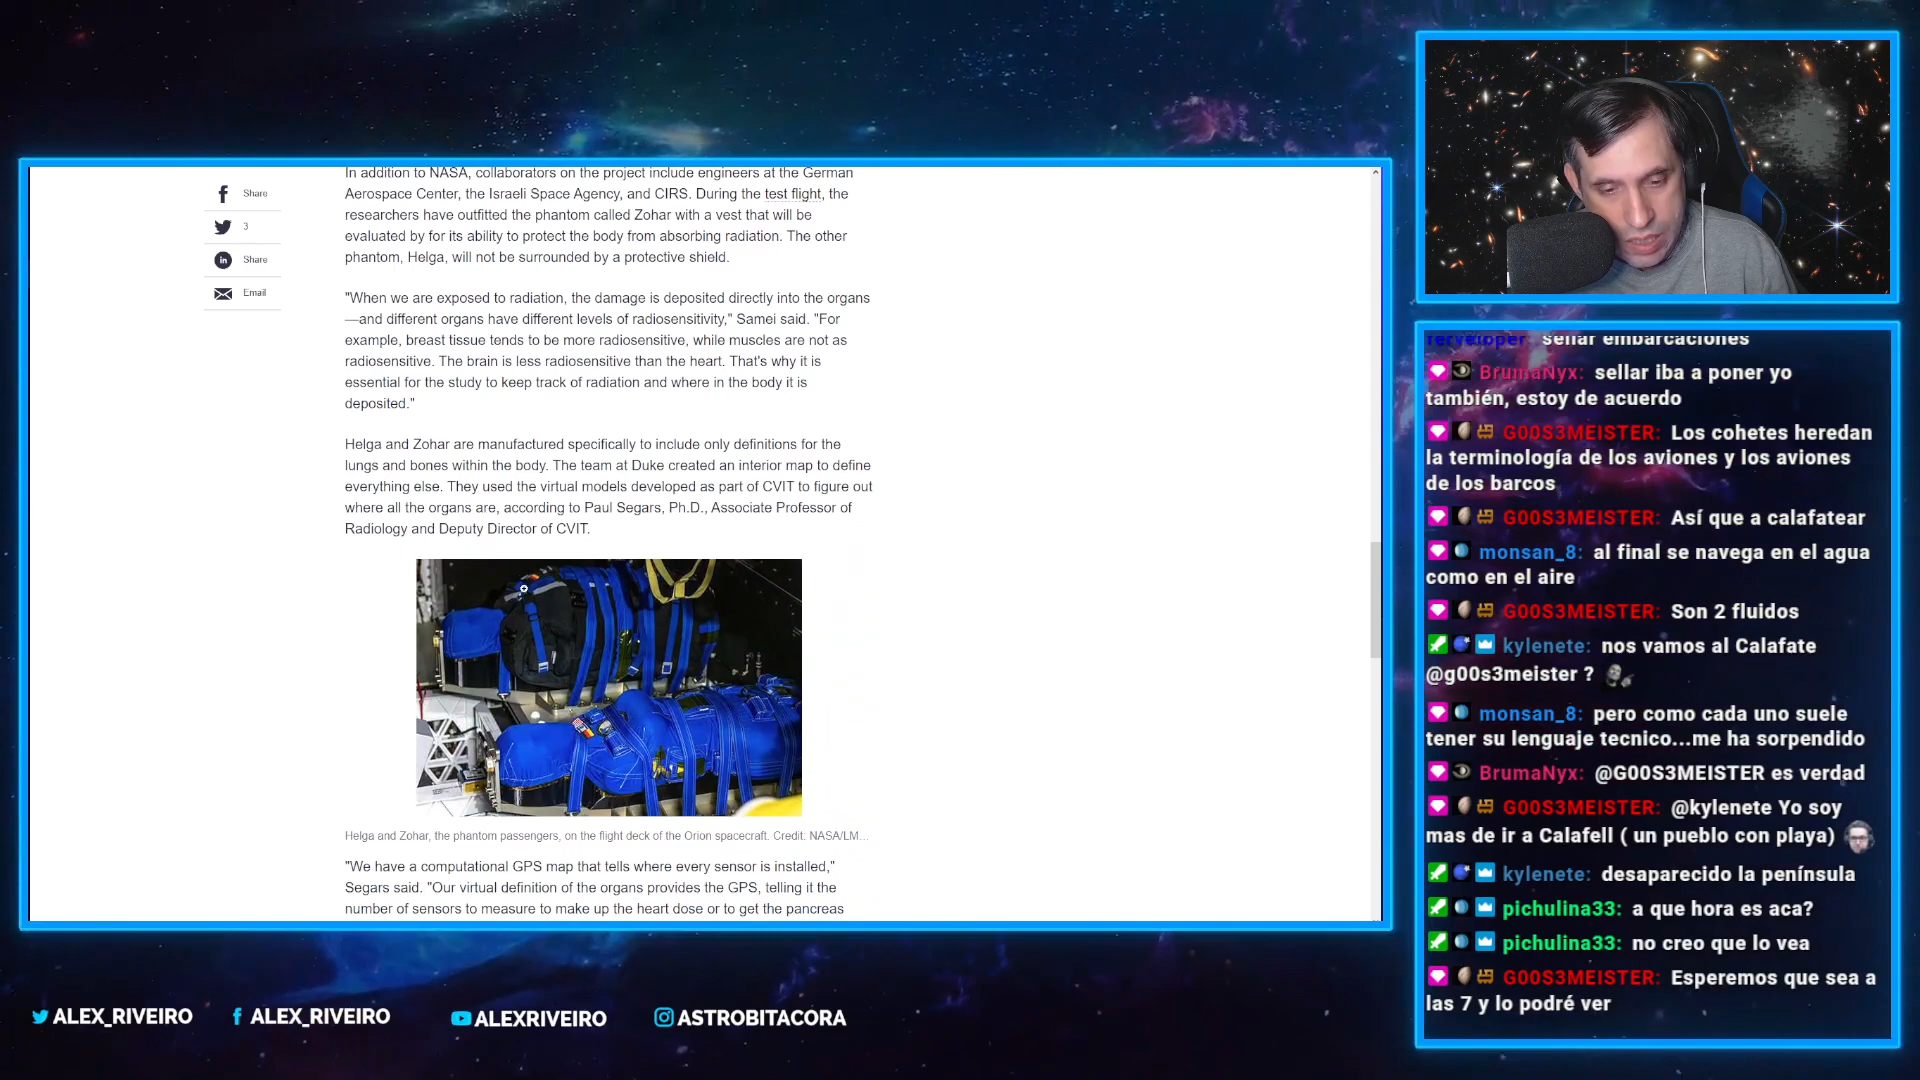 In addition to NASA, collaborators on the project include engineers at the German
Aerospace Center, the Israeli Space Agency, and CIRS. During the test flight, the
researchers have outfitted the phantom called Zohar with a vest that will be
evaluated by for its ability to protect the body from absorbing radiation. The other
phantom, Helga, will not be surrounded by a protective shield.
Share
3
Share
Email
"When we are exposed to radiation, the damage is deposited directly into the organs
—and different organs have different levels of radiosensitivity," Samei said. "For
example, breast tissue tends to be more radiosensitive, while muscles are not as
radiosensitive. The brain is less radiosensitive than the heart. That's why it is
essential for the study to keep track of radiation and where in the body it is
deposited."
Helga and Zohar are manufactured specifically to include only definitions for the
lungs and bones within the body. The team at Duke created an interior map to define
everything else. They used the virtual models developed as part of CVIT to figure out
where all the organs are, according to Paul Segars, Ph.D., Associate Professor of
Radiology and Deputy Director of CVIT.
Helga and Zohar, the phantom passengers, on the flight deck of the Orion spacecraft. Credit: NASA/LM...
"We have a computational GPS map that tells where every sensor is installed,"
Segars said. "Our virtual definition of the organs provides the GPS, telling it the
number of sensors to measure to make up the heart dose or to get the pancreas
ferveloper: sellar embarcaciones
BrumaNyx: sellar iba a poner yo
también, estoy de acuerdo
G00S3MEISTER: Los cohetes heredan
la terminología de los aviones y los aviones
de los barcos
G00S3MEISTER: Así que a calafatear
monsan_8: al final se navega en el agua
como en el aire
G00S3MEISTER: Son 2 fluidos
kylenete: nos vamos al Calafate
@g00s3meister ?
monsan_8: pero como cada uno suele
tener su lenguaje tecnico...me ha sorpendido
BrumaNyx: @G00S3MEISTER es verdad
G00S3MEISTER: @kylenete Yo soy
mas de ir a Calafell ( un pueblo con playa)
kylenete: desaparecido la península
pichulina33: a que hora es aca?
pichulina33: no creo que lo vea
G00S3MEISTER: Esperemos que sea a
las 7 y lo podré ver
ALEX_RIVEIRO
ALEX_RIVEIRO
ALEXRIVEIRO
ASTROBITACORA